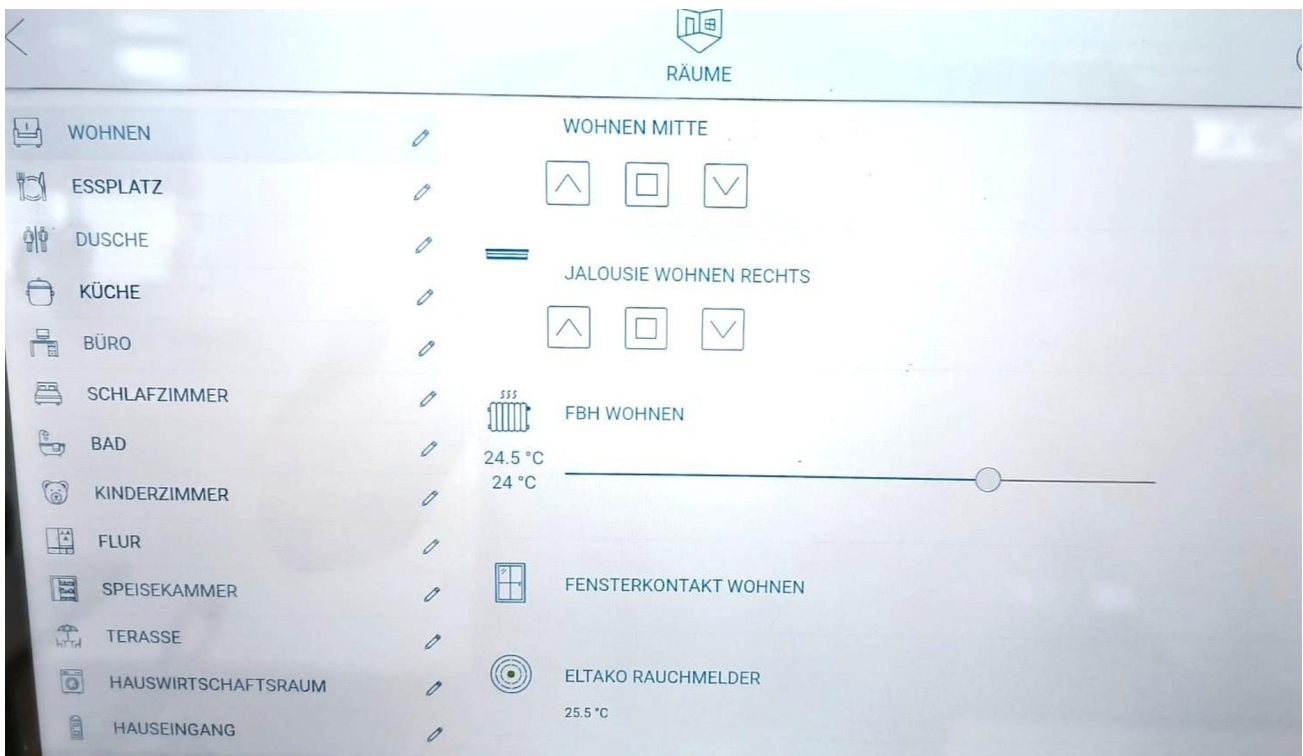 RÄUME
WOHNEN
ESSPLATZ
DUSCHE
KÜCHE
BÜRO
SCHLAFZIMMER
BAD
KINDERZIMMER
FLUR
SPEISEKAMMER
TERASSE
HAUSWIRTSCHAFTSRAUM
HAUSEINGANG
WOHNEN MITTE
JALOUSIE WOHNEN RECHTS
FBH WOHNEN
24.5 °C
24 °C
FENSTERKONTAKT WOHNEN
ELTAKO RAUCHMELDER
25.5 °C